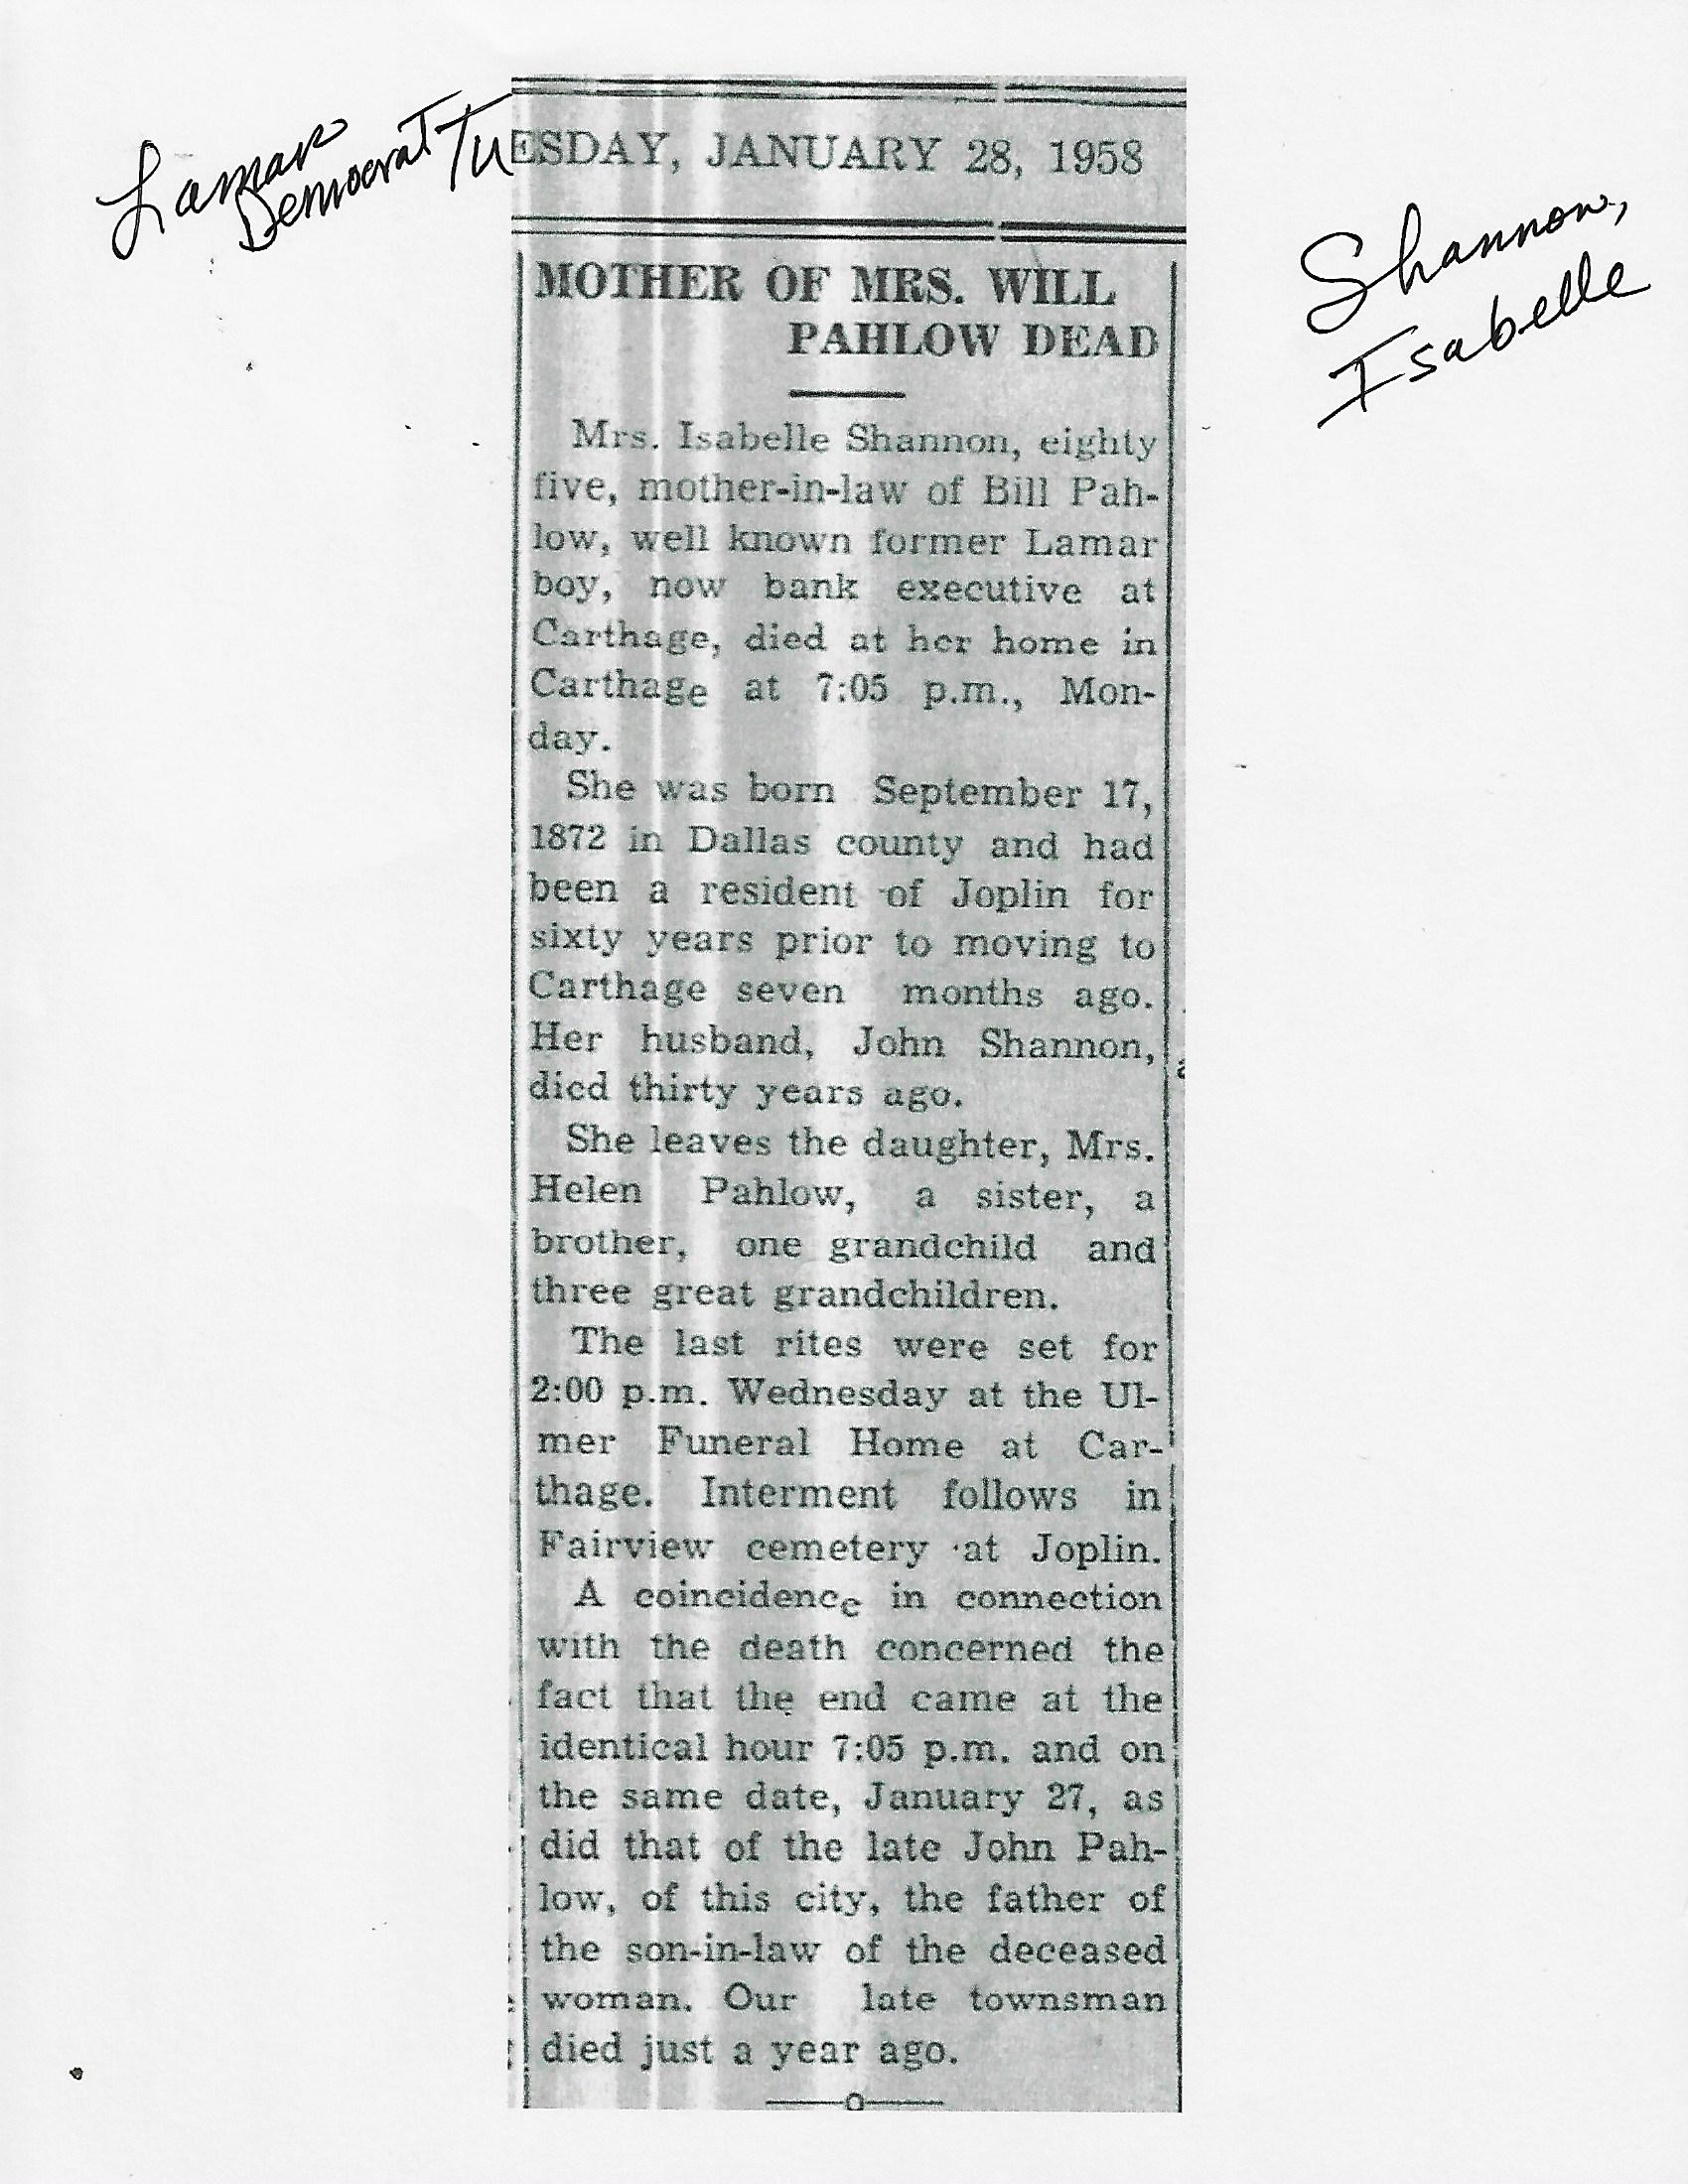 Lamar
Democrat TUESDAY, JANUARY 28, 1958
Shannon,
Isabelle
MOTHER OF MRS. WILL
PAHLOW DEAD
Mrs. Isabelle Shannon, eighty
five, mother-in-law of Bill Pah-
low, well known former Lamar
boy, now bank executive at
Carthage, died at her home in
Carthage at 7:05 p.m., Mon-
day.
She was born September 17,
1872 in Dallas county and had
been a resident of Joplin for
sixty years prior to moving to
Carthage seven months ago.
Her husband, John Shannon,
died thirty years ago.
She leaves the daughter, Mrs.
Helen Pahlow, a sister, a
brother, one grandchild and
three great grandchildren.
The last rites were set for
2:00 p.m. Wednesday at the Ul-
mer Funeral Home at Car-
thage. Interment follows in
Fairview cemetery at Joplin.
A coincidence in connection
with the death concerned the
fact that the end came at the
identical hour 7:05 p.m. and on
the same date, January 27, as
did that of the late John Pah-
low, of this city, the father of
the son-in-law of the deceased
woman. Our late townsman
died just a year ago.